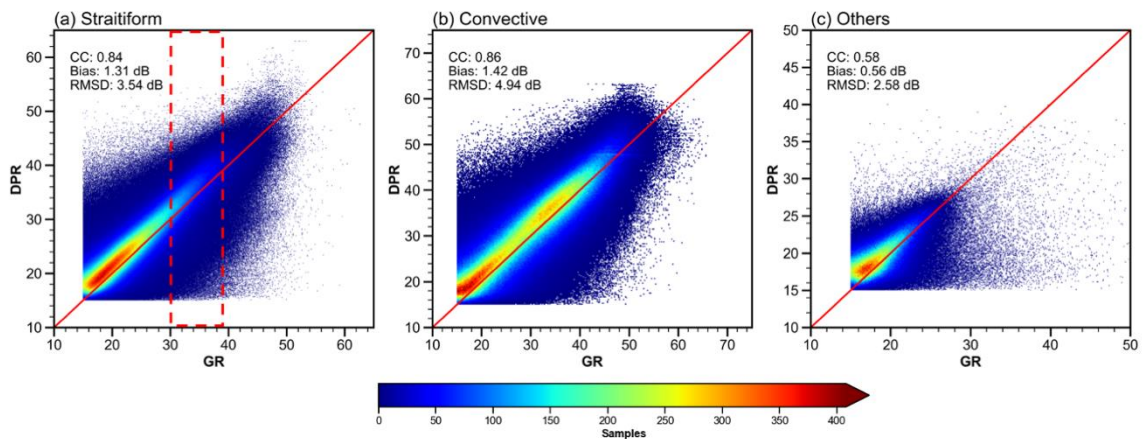 (a) Straitiform
CC: 0.84
Bias: 1.31 dB
RMSD: 3.54 dB
DPR
60
50
40
30
20
10
10 20 30 40 50 60
GR
(b) Convective
CC: 0.86
Bias: 1.42 dB
RMSD: 4.94 dB
DPR
70
60
50
40
30
20
10
10 20 30 40 50 60 70
GR
(c) Others
CC: 0.58
Bias: 0.56 dB
RMSD: 2.58 dB
DPR
50
45
40
35
30
25
20
15
10
10 20 30 40 50
GR
0 50 100 150 200 250 300 350 400
Samples